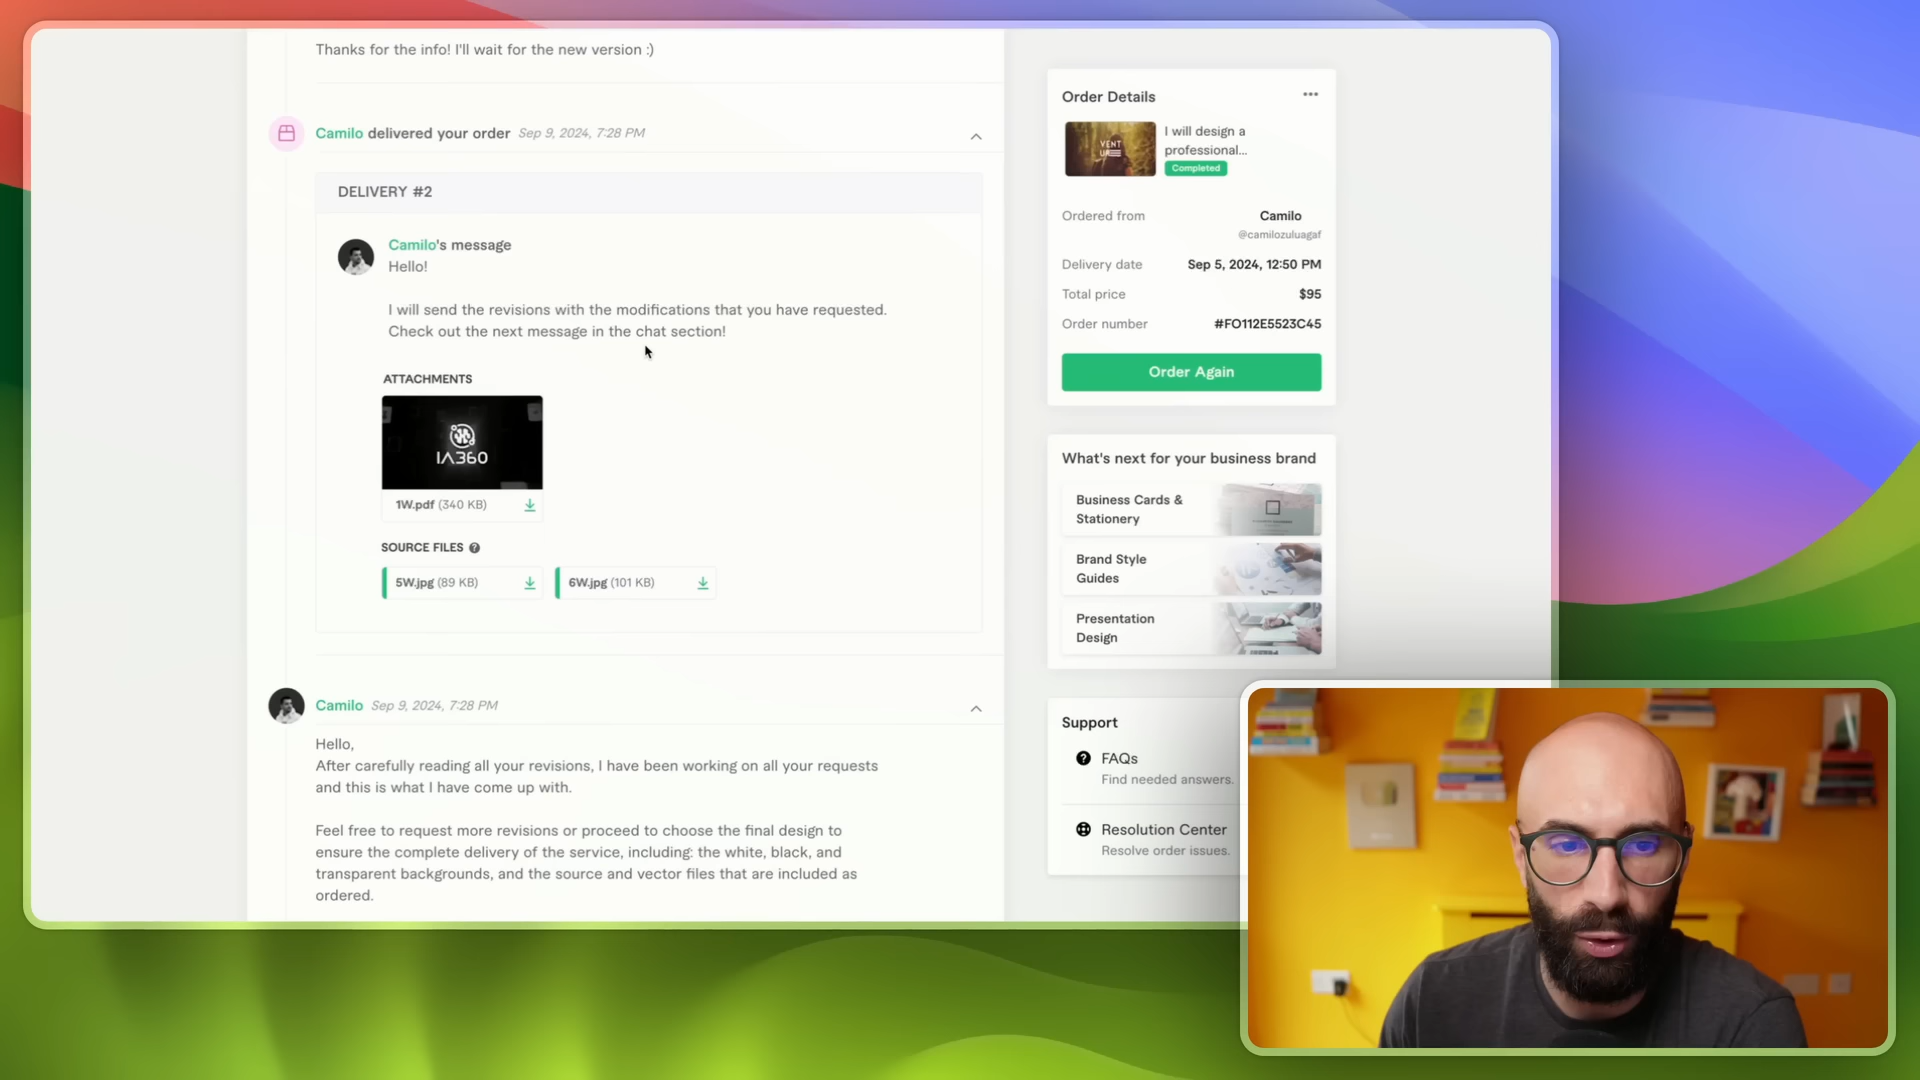 Thanks for the info! I'll wait for the new version :)
Camilo delivered your order Sep 9, 2024, 7:28 PM
DELIVERY #2
Camilo's message
Hello!
I will send the revisions with the modifications that you have requested.
Check out the next message in the chat section!
ATTACHMENTS
IA360
1W.pdf (340 KB)
SOURCE FILES ?
5W.jpg (89 KB)
6W.jpg (101 KB)
Camilo Sep 9, 2024, 7:28 PM
Hello,
After carefully reading all your revisions, I have been working on all your requests
and this is what I have come up with.
Feel free to request more revisions or proceed to choose the final design to
ensure the complete delivery of the service, including: the white, black, and
transparent backgrounds, and the source and vector files that are included as
ordered.
Order Details
VENT
I will design a
professional...
Completed
Ordered from Camilo
@camilozuluagaf
Delivery date Sep 5, 2024, 12:50 PM
Total price $95
Order number #FO112E5523C45
Order Again
What's next for your business brand
Business Cards &
Stationery
Brand Style
Guides
Presentation
Design
Support
? FAQs
Find needed answers.
Resolution Center
Resolve order issues.